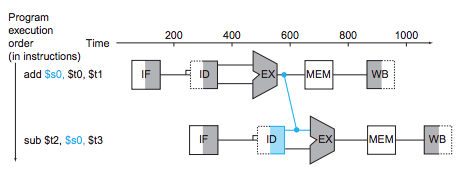 Program
execution
order
(in instructions)
Time
200 400 600 800 1000
add $s0, $t0, $t1
IF ID EX MEM WB
sub $t2, $s0, $t3
IF ID EX MEM WB